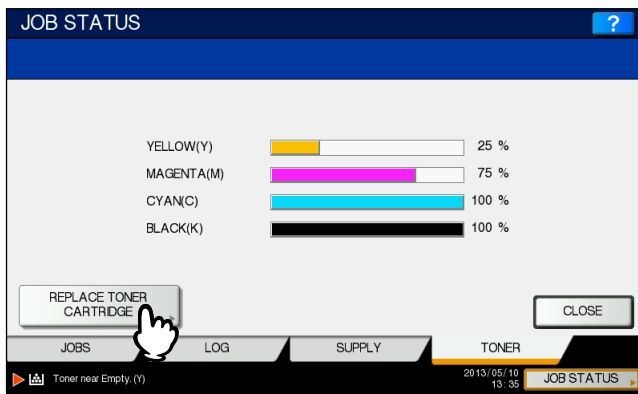 JOB STATUS
?
YELLOW(Y) 25 %
MAGENTA(M) 75 %
CYAN(C) 100 %
BLACK(K) 100 %
REPLACE TONER
CARTRIDGE
CLOSE
JOBS LOG SUPPLY TONER
Toner near Empty. (Y)
2013/05/10
13:35
JOB STATUS